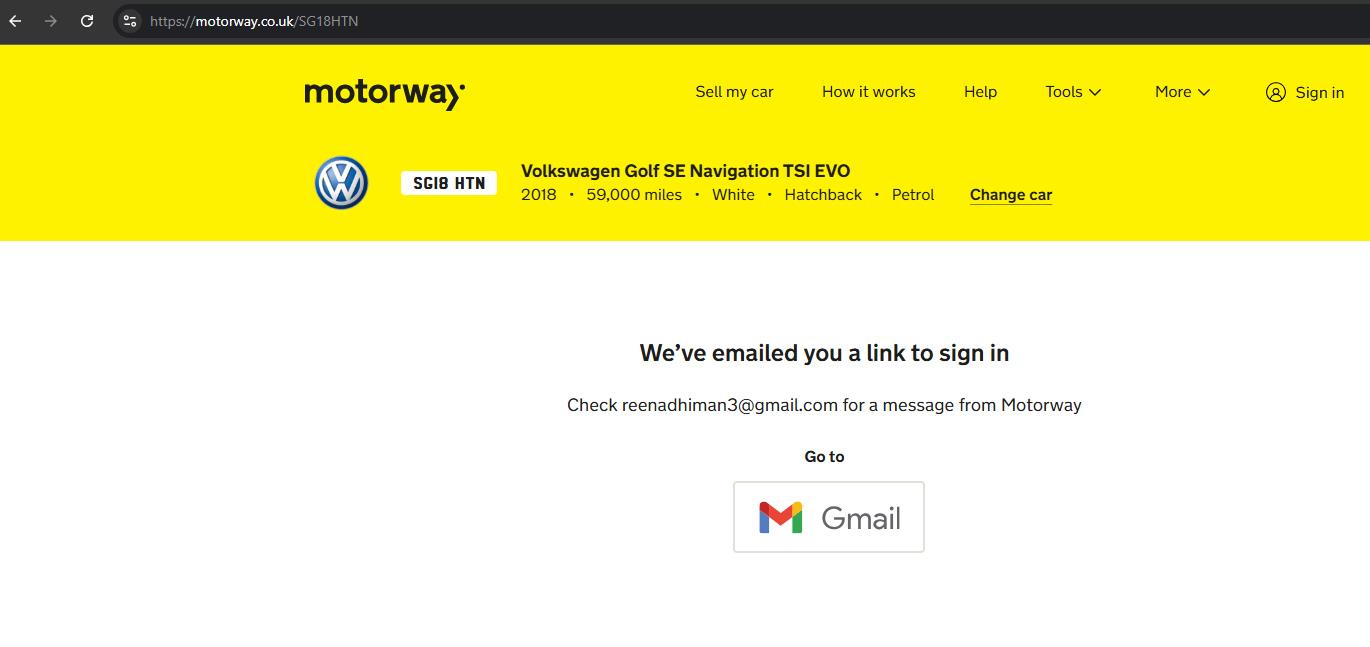 https://motorway.co.uk/SG18HTN
motorway
Sell my car How it works Help Tools More Sign in
SG18 HTN
Volkswagen Golf SE Navigation TSI EVO
2018 • 59,000 miles • White • Hatchback • Petrol Change car
We’ve emailed you a link to sign in
Check reenadhiman3@gmail.com for a message from Motorway
Go to
Gmail